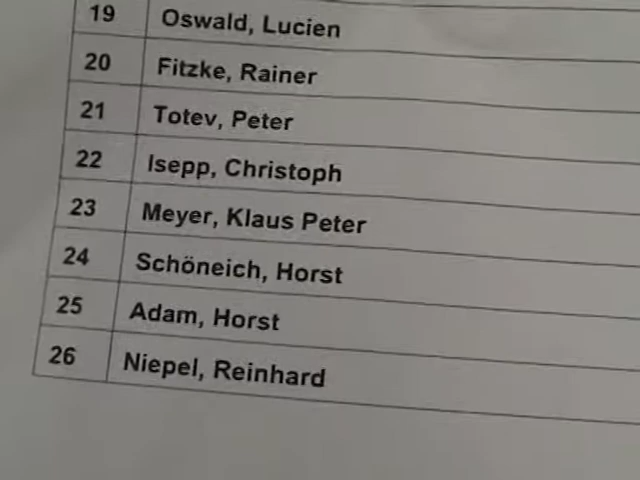 19 Oswald, Lucien
20 Fitzke, Rainer
21 Totev, Peter
22 Isepp, Christoph
23 Meyer, Klaus Peter
24 Schöneich, Horst
25 Adam, Horst
26 Niepel, Reinhard